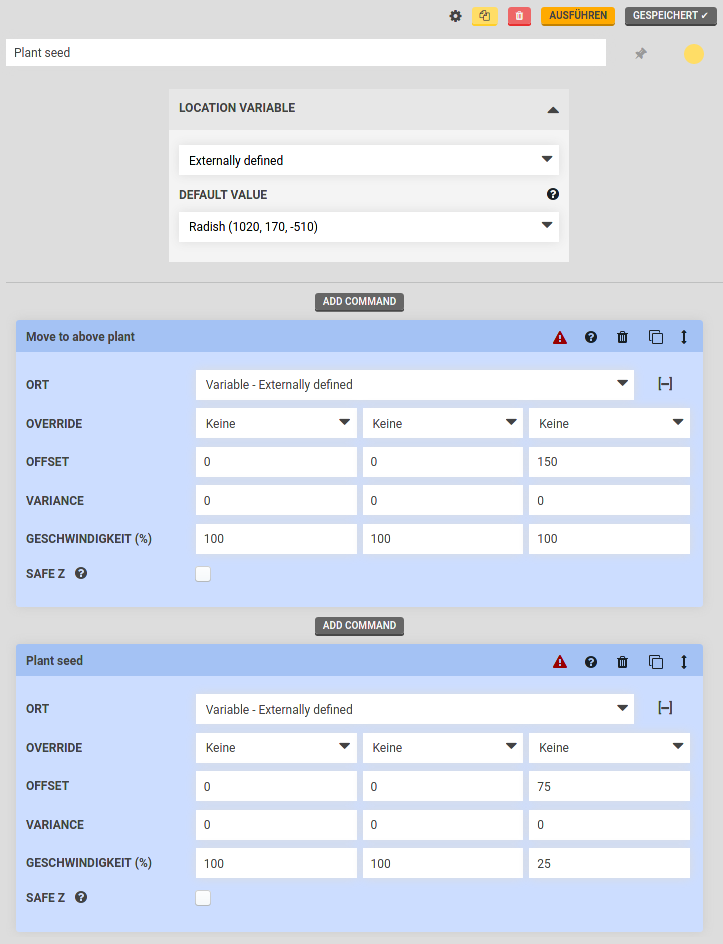 AUSFÜHREN GESPEICHERT ✓
Plant seed
LOCATION VARIABLE
Externally defined
DEFAULT VALUE
Radish (1020, 170, -510)
ADD COMMAND
Move to above plant
ORT Variable - Externally defined
OVERRIDE Keine Keine Keine
OFFSET 0 0 150
VARIANCE 0 0 0
GESCHWINDIGKEIT (%) 100 100 100
SAFE Z
ADD COMMAND
Plant seed
ORT Variable - Externally defined
OVERRIDE Keine Keine Keine
OFFSET 0 0 75
VARIANCE 0 0 0
GESCHWINDIGKEIT (%) 100 100 25
SAFE Z